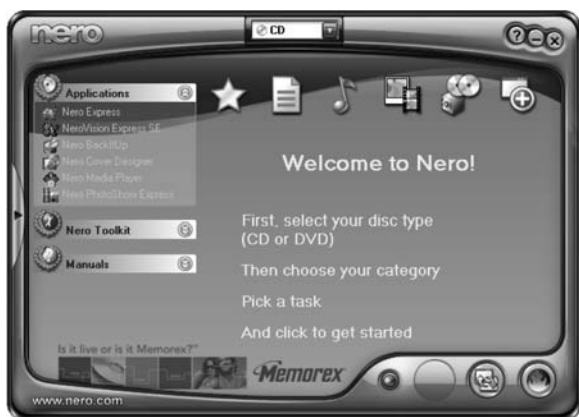 nero
CD
Applications
Nero Express
NeroVision Express SE
Nero BackItUp
Nero Cover Designer
Nero Media Player
Nero PhotoShow Express
Nero Toolkit
Manuals
Welcome to Nero!
First, select your disc type
(CD or DVD)
Then choose your category
Pick a task
And click to get started
Is it live or is it Memorex?™
Memorex
www.nero.com